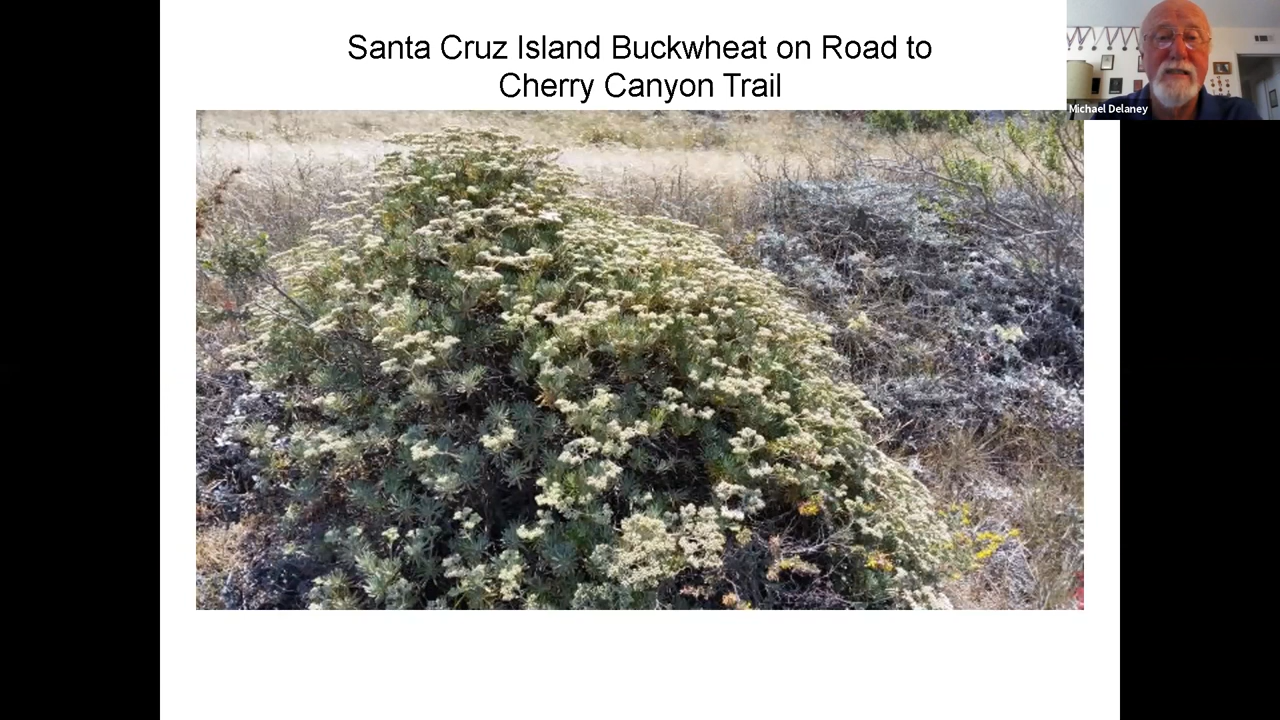 Santa Cruz Island Buckwheat on Road to
Cherry Canyon Trail
Michael Delaney